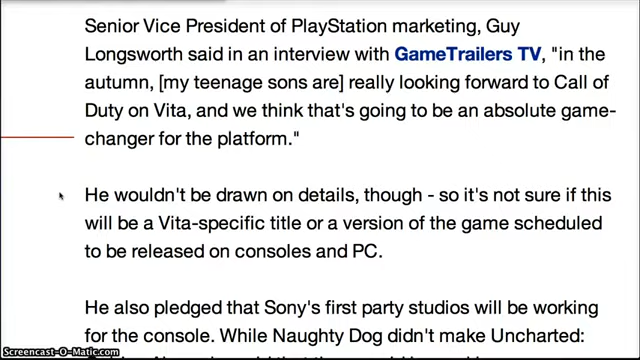 Senior Vice President of PlayStation marketing, Guy
Longsworth said in an interview with GameTrailers TV, "in the
autumn, [my teenage sons are] really looking forward to Call of
Duty on Vita, and we think that's going to be an absolute game-
changer for the platform."
He wouldn't be drawn on details, though - so it's not sure if this
will be a Vita-specific title or a version of the game scheduled
to be released on consoles and PC.
He also pledged that Sony's first party studios will be working
for the console. While Naughty Dog didn't make Uncharted:
Screencast-O-Matic.com